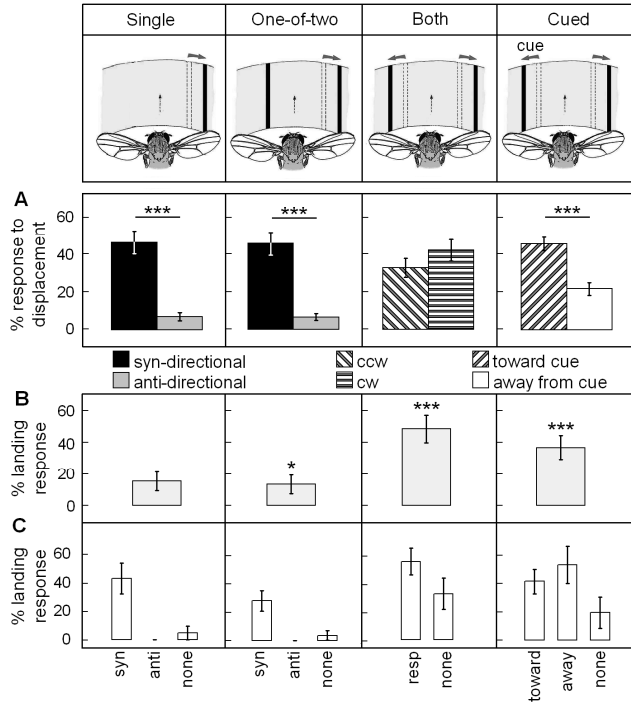 Single One-of-two Both Cued
cue
A
% response to
displacement
60
40
20
0
*** *** ***
syn-directional ccw toward cue
anti-directional cw away from cue
B
% landing
response
60
40
20
0
* *** ***
C
% landing
response
60
40
20
0
syn anti none syn anti none resp none toward away none